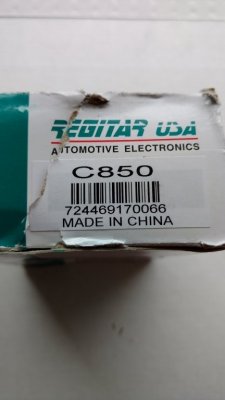 REGITAR USA
AUTOMOTIVE ELECTRONICS
C850
724469170066
MADE IN CHINA